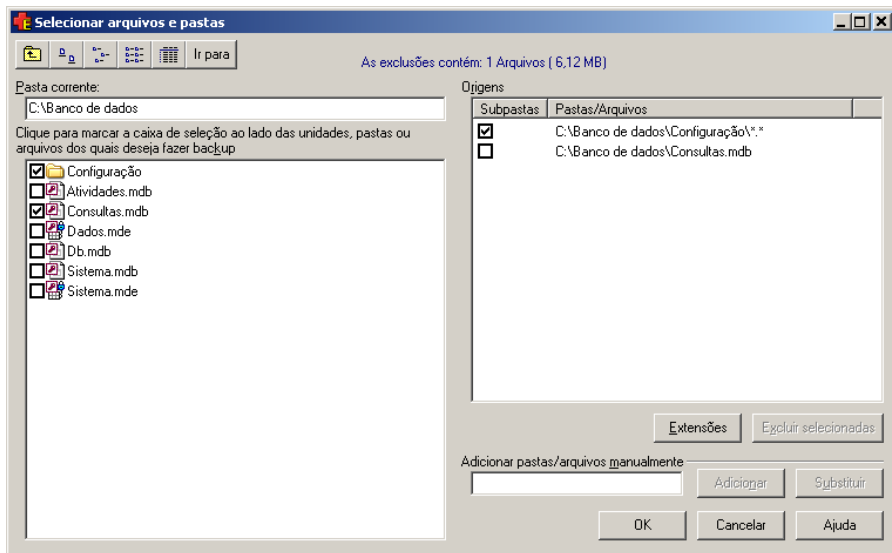 Selecionar arquivos e pastas
Ir para
As exclusões contém: 1 Arquivos ( 6,12 MB)
Pasta corrente:
C:\Banco de dados
Clique para marcar a caixa de seleção ao lado das unidades, pastas ou
arquivos dos quais deseja fazer backup
Configuração
Atividades.mdb
Consultas.mdb
Dados.mde
Db.mdb
Sistema.mdb
Sistema.mde
Origens
Subpastas Pastas/Arquivos
C:\Banco de dados\Configuração\*.*
C:\Banco de dados\Consultas.mdb
Extensões Excluir selecionadas
Adicionar pastas/arquivos manualmente
Adicionar Substituir
OK Cancelar Ajuda